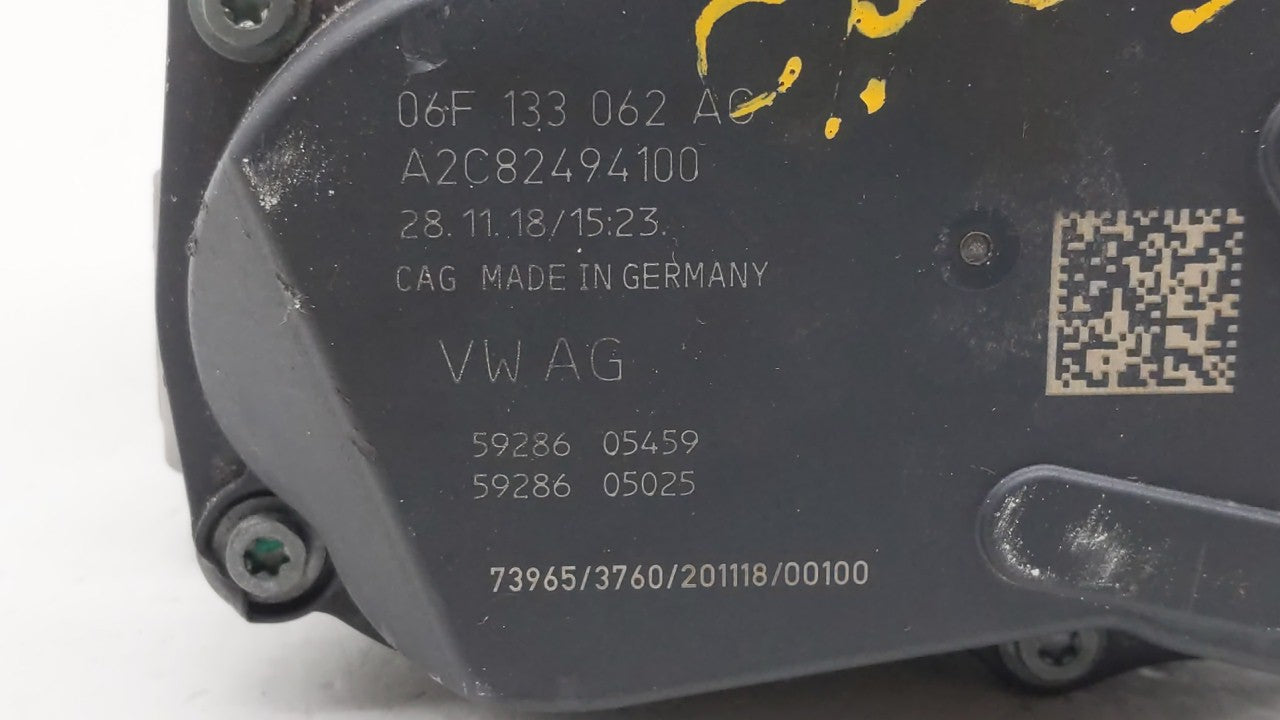 06F 133 062
A2C82494100
28.11.18/15:23.
CAG MADE IN GERMANY
VW AG
59286 05459
59286 05025
73965/3760/201118/00100